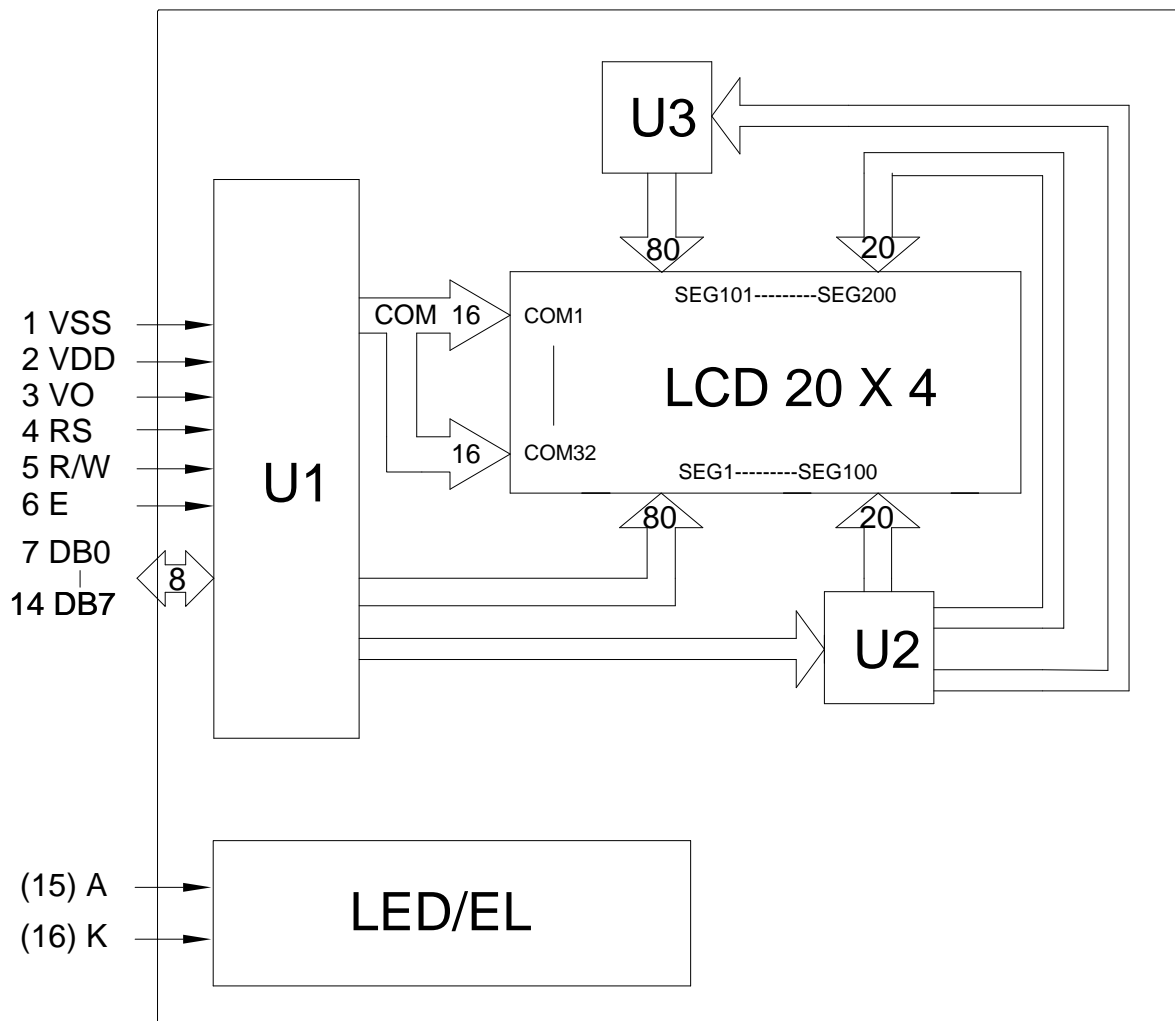 U3
80
20
SEG101---------SEG200
COM 16
COM1
LCD 20 X 4
16
COM32
SEG1---------SEG100
80
20
1 VSS
2 VDD
3 VO
4 RS
5 R/W
6 E
7 DB0
14 DB7
8
U1
U2
(15) A
(16) K
LED/EL